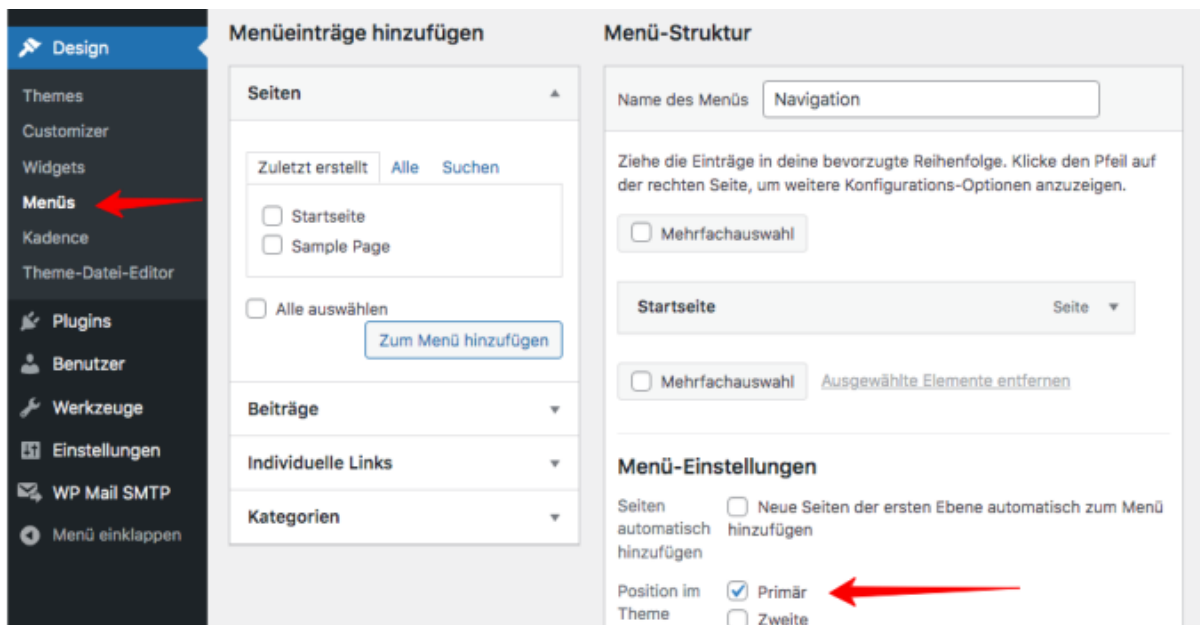 Design
Themes
Customizer
Widgets
Menüs
Kadence
Theme-Datei-Editor
Plugins
Benutzer
Werkzeuge
Einstellungen
WP Mail SMTP
Menü einklappen
Menüeinträge hinzufügen
Seiten
Zuletzt erstellt Alle Suchen
Startseite
Sample Page
Alle auswählen
Zum Menü hinzufügen
Beiträge
Individuelle Links
Kategorien
Menü-Struktur
Name des Menüs Navigation
Ziehe die Einträge in deine bevorzugte Reihenfolge. Klicke den Pfeil auf
der rechten Seite, um weitere Konfigurations-Optionen anzuzeigen.
Mehrfachauswahl
Startseite Seite
Mehrfachauswahl Ausgewählte Elemente entfernen
Menü-Einstellungen
Seiten
automatisch
hinzufügen
Neue Seiten der ersten Ebene automatisch zum Menü
hinzufügen
Position im
Theme
Primär
Zweite